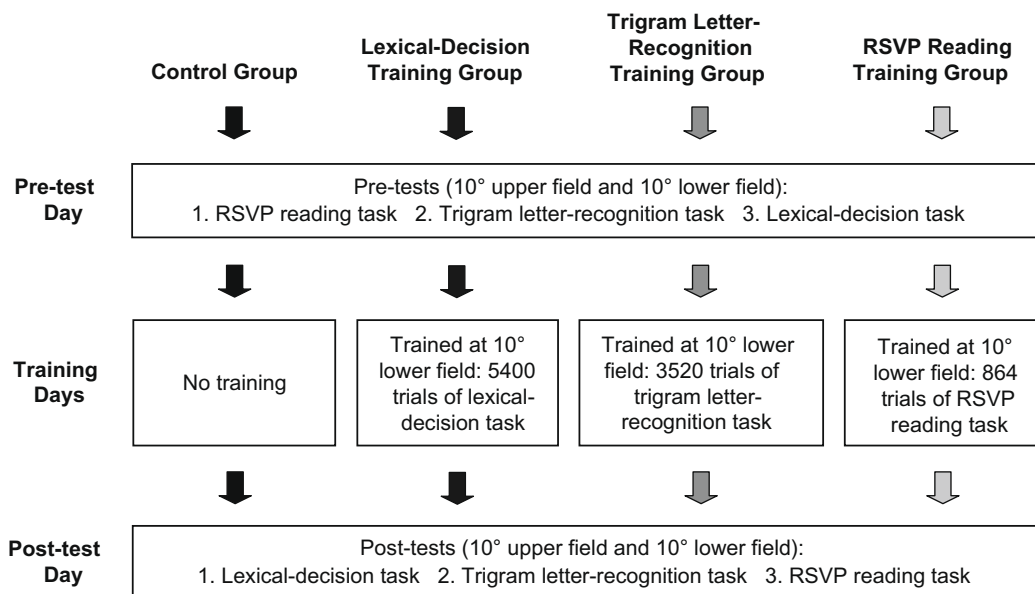 Control Group
Lexical-Decision
Training Group
Trigram Letter-
Recognition
Training Group
RSVP Reading
Training Group
Pre-test
Day
Pre-tests (10° upper field and 10° lower field):
1. RSVP reading task 2. Trigram letter-recognition task 3. Lexical-decision task
Training
Days
No training
Trained at 10°
lower field: 5400
trials of lexical-
decision task
Trained at 10° lower
field: 3520 trials of
trigram letter-
recognition task
Trained at 10°
lower field: 864
trials of RSVP
reading task
Post-test
Day
Post-tests (10° upper field and 10° lower field):
1. Lexical-decision task 2. Trigram letter-recognition task 3. RSVP reading task